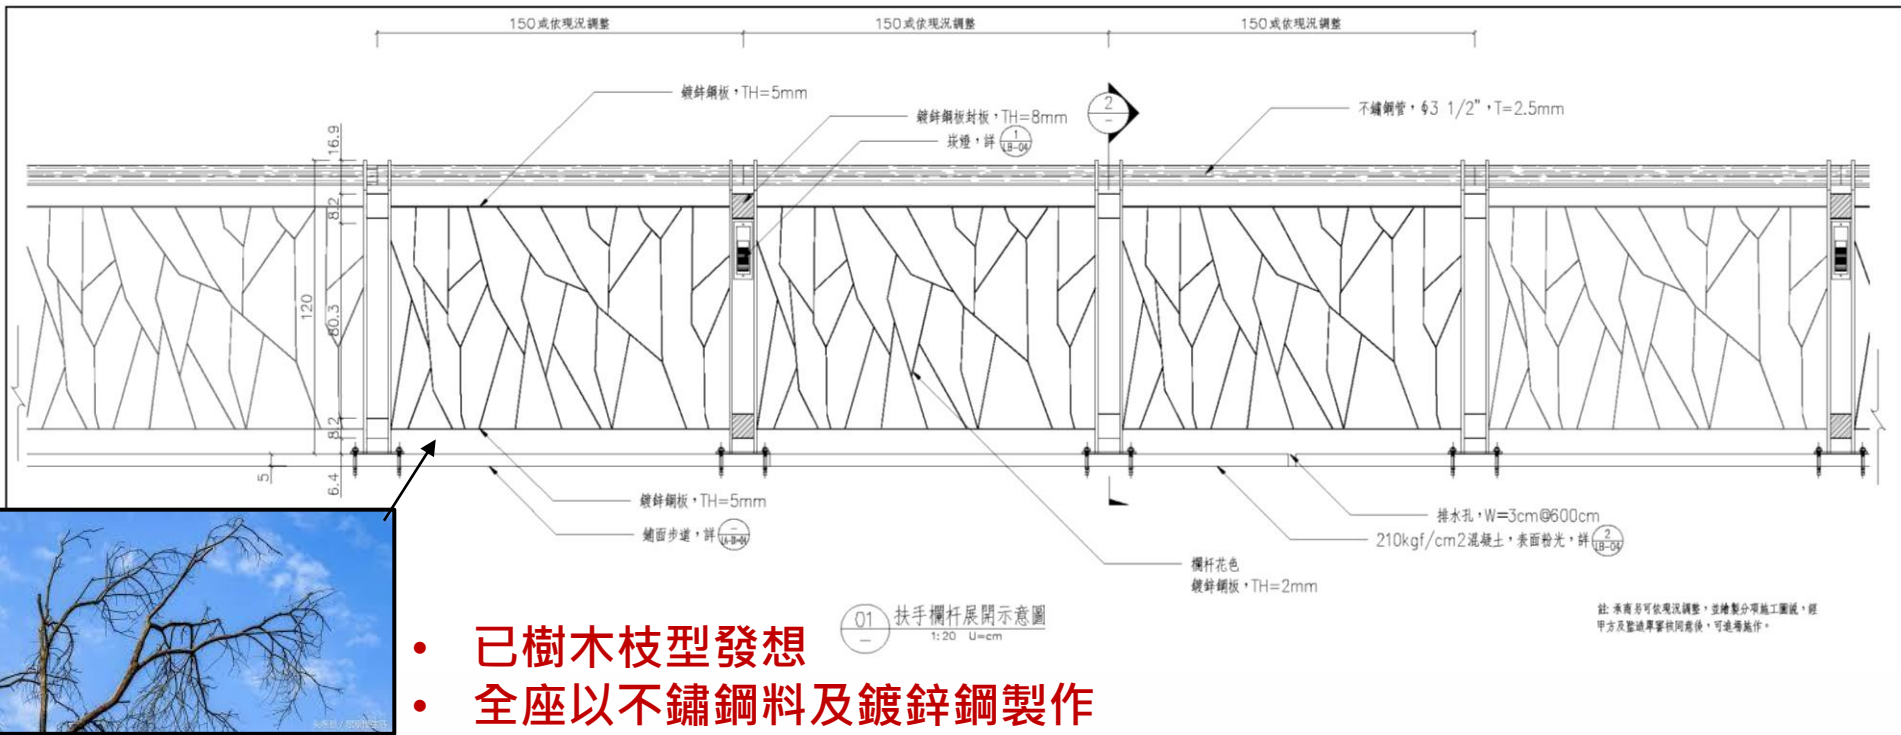 150或依現況調整
150或依現況調整
150或依現況調整
鍍鋅鋼板，TH=5mm
鍍鋅鋼板封板，TH=8mm
崁燈，詳 1 LB-04
2 –
不鏽鋼管，ϕ3 1/2"，T=2.5mm
16.9
8.2
120
80.3
8.2
5
6.4
鍍鋅鋼板，TH=5mm
鋪面步道，詳
排水孔，W=3cm@600cm
210kgf/cm2混凝土，表面粉光，詳 2 LB-04
欄杆花色
鍍鋅鋼板，TH=2mm
01 – 扶手欄杆展開示意圖
1:20 U=cm
註: 承商另可依現況調整，並繪製分項施工圖說，經
甲方及監造單審核同意後，可進場施作。
• 已樹木枝型發想
• 全座以不鏽鋼料及鍍鋅鋼製作